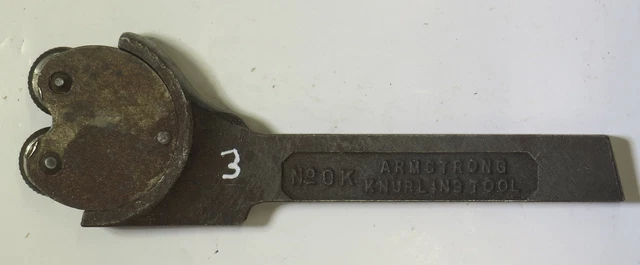 3
No OK
ARMSTRONG
KNURLING TOOL